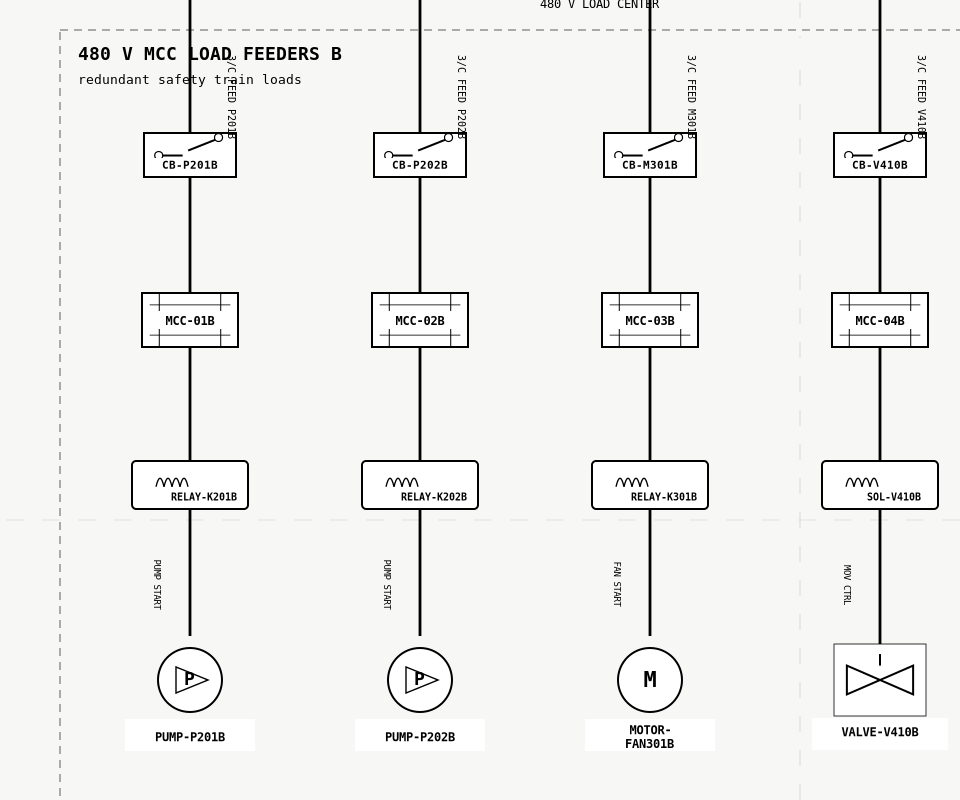 480 V LOAD CENTER
480 V MCC LOAD FEEDERS B
redundant safety train loads
3/C FEED P201B
3/C FEED P202B
3/C FEED M301B
3/C FEED V410B
CB-P201B
CB-P202B
CB-M301B
CB-V410B
MCC-01B
MCC-02B
MCC-03B
MCC-04B
RELAY-K201B
RELAY-K202B
RELAY-K301B
SOL-V410B
PUMP START
PUMP START
FAN START
MOV CTRL
P
P
M
PUMP-P201B
PUMP-P202B
MOTOR-
FAN301B
VALVE-V410B